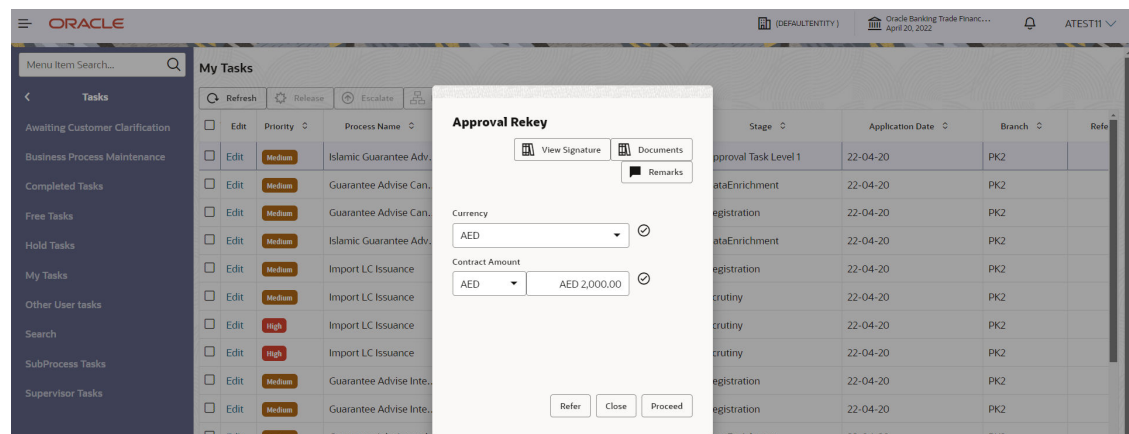 ORACLE
(DEFAULTENTITY )
Oracle Banking Trade Financ...
April 20, 2022
ATEST11
Menu Item Search...
Tasks
Awaiting Customer Clarification
Business Process Maintenance
Completed Tasks
Free Tasks
Hold Tasks
My Tasks
Other User tasks
Search
SubProcess Tasks
Supervisor Tasks
My Tasks
Refresh Release Escalate
Edit Priority Process Name Stage Application Date Branch Refe
Edit Medium Islamic Guarantee Adv. pproval Task Level 1 22-04-20 PK2
Edit Medium Guarantee Advise Can. ataEnrichment 22-04-20 PK2
Edit Medium Guarantee Advise Can. egistration 22-04-20 PK2
Edit Medium Islamic Guarantee Adv. ataEnrichment 22-04-20 PK2
Edit Medium Import LC Issuance egistration 22-04-20 PK2
Edit Medium Import LC Issuance crutiny 22-04-20 PK2
Edit High Import LC Issuance crutiny 22-04-20 PK2
Edit High Import LC Issuance crutiny 22-04-20 PK2
Edit Medium Guarantee Advise Inte.. egistration 22-04-20 PK2
Edit Medium Guarantee Advise Inte.. egistration 22-04-20 PK2
Approval Rekey
View Signature Documents
Remarks
Currency
AED
Contract Amount
AED AED 2,000.00
Refer Close Proceed